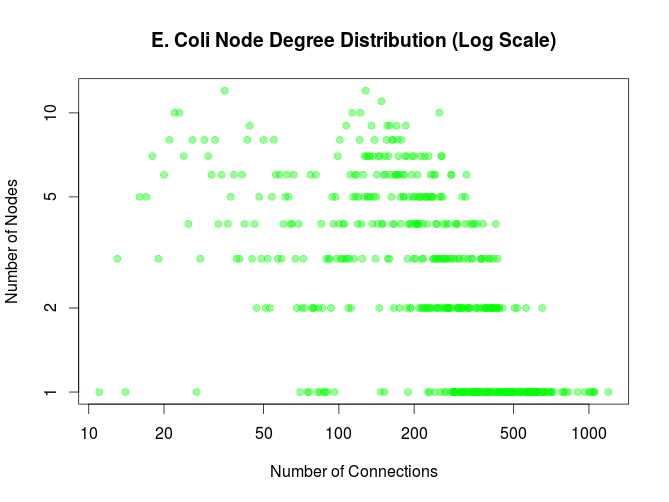 E. Coli Node Degree Distribution (Log Scale)
Number of Nodes
10
5
2
1
10 20 50 100 200 500 1000
Number of Connections